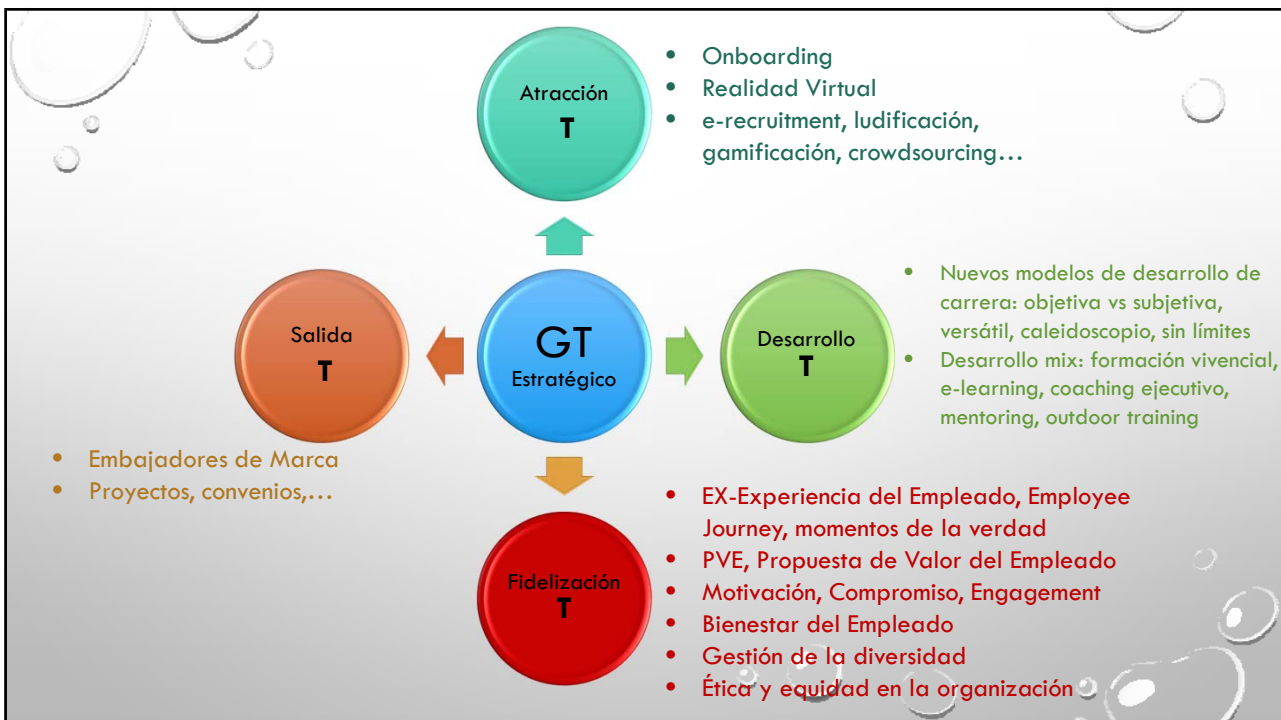 Atracción
T
• Onboarding
• Realidad Virtual
• e-recruitment, ludificación,
gamificación, crowdsourcing…
Salida
T
GT
Estratégico
Desarrollo
T
• Nuevos modelos de desarrollo de
carrera: objetiva vs subjetiva,
versátil, caleidoscopio, sin límites
• Desarrollo mix: formación vivencial,
e-learning, coaching ejecutivo,
mentoring, outdoor training
• Embajadores de Marca
• Proyectos, convenios,…
Fidelización
T
• EX-Experiencia del Empleado, Employee
Journey, momentos de la verdad
• PVE, Propuesta de Valor del Empleado
• Motivación, Compromiso, Engagement
• Bienestar del Empleado
• Gestión de la diversidad
• Ética y equidad en la organización